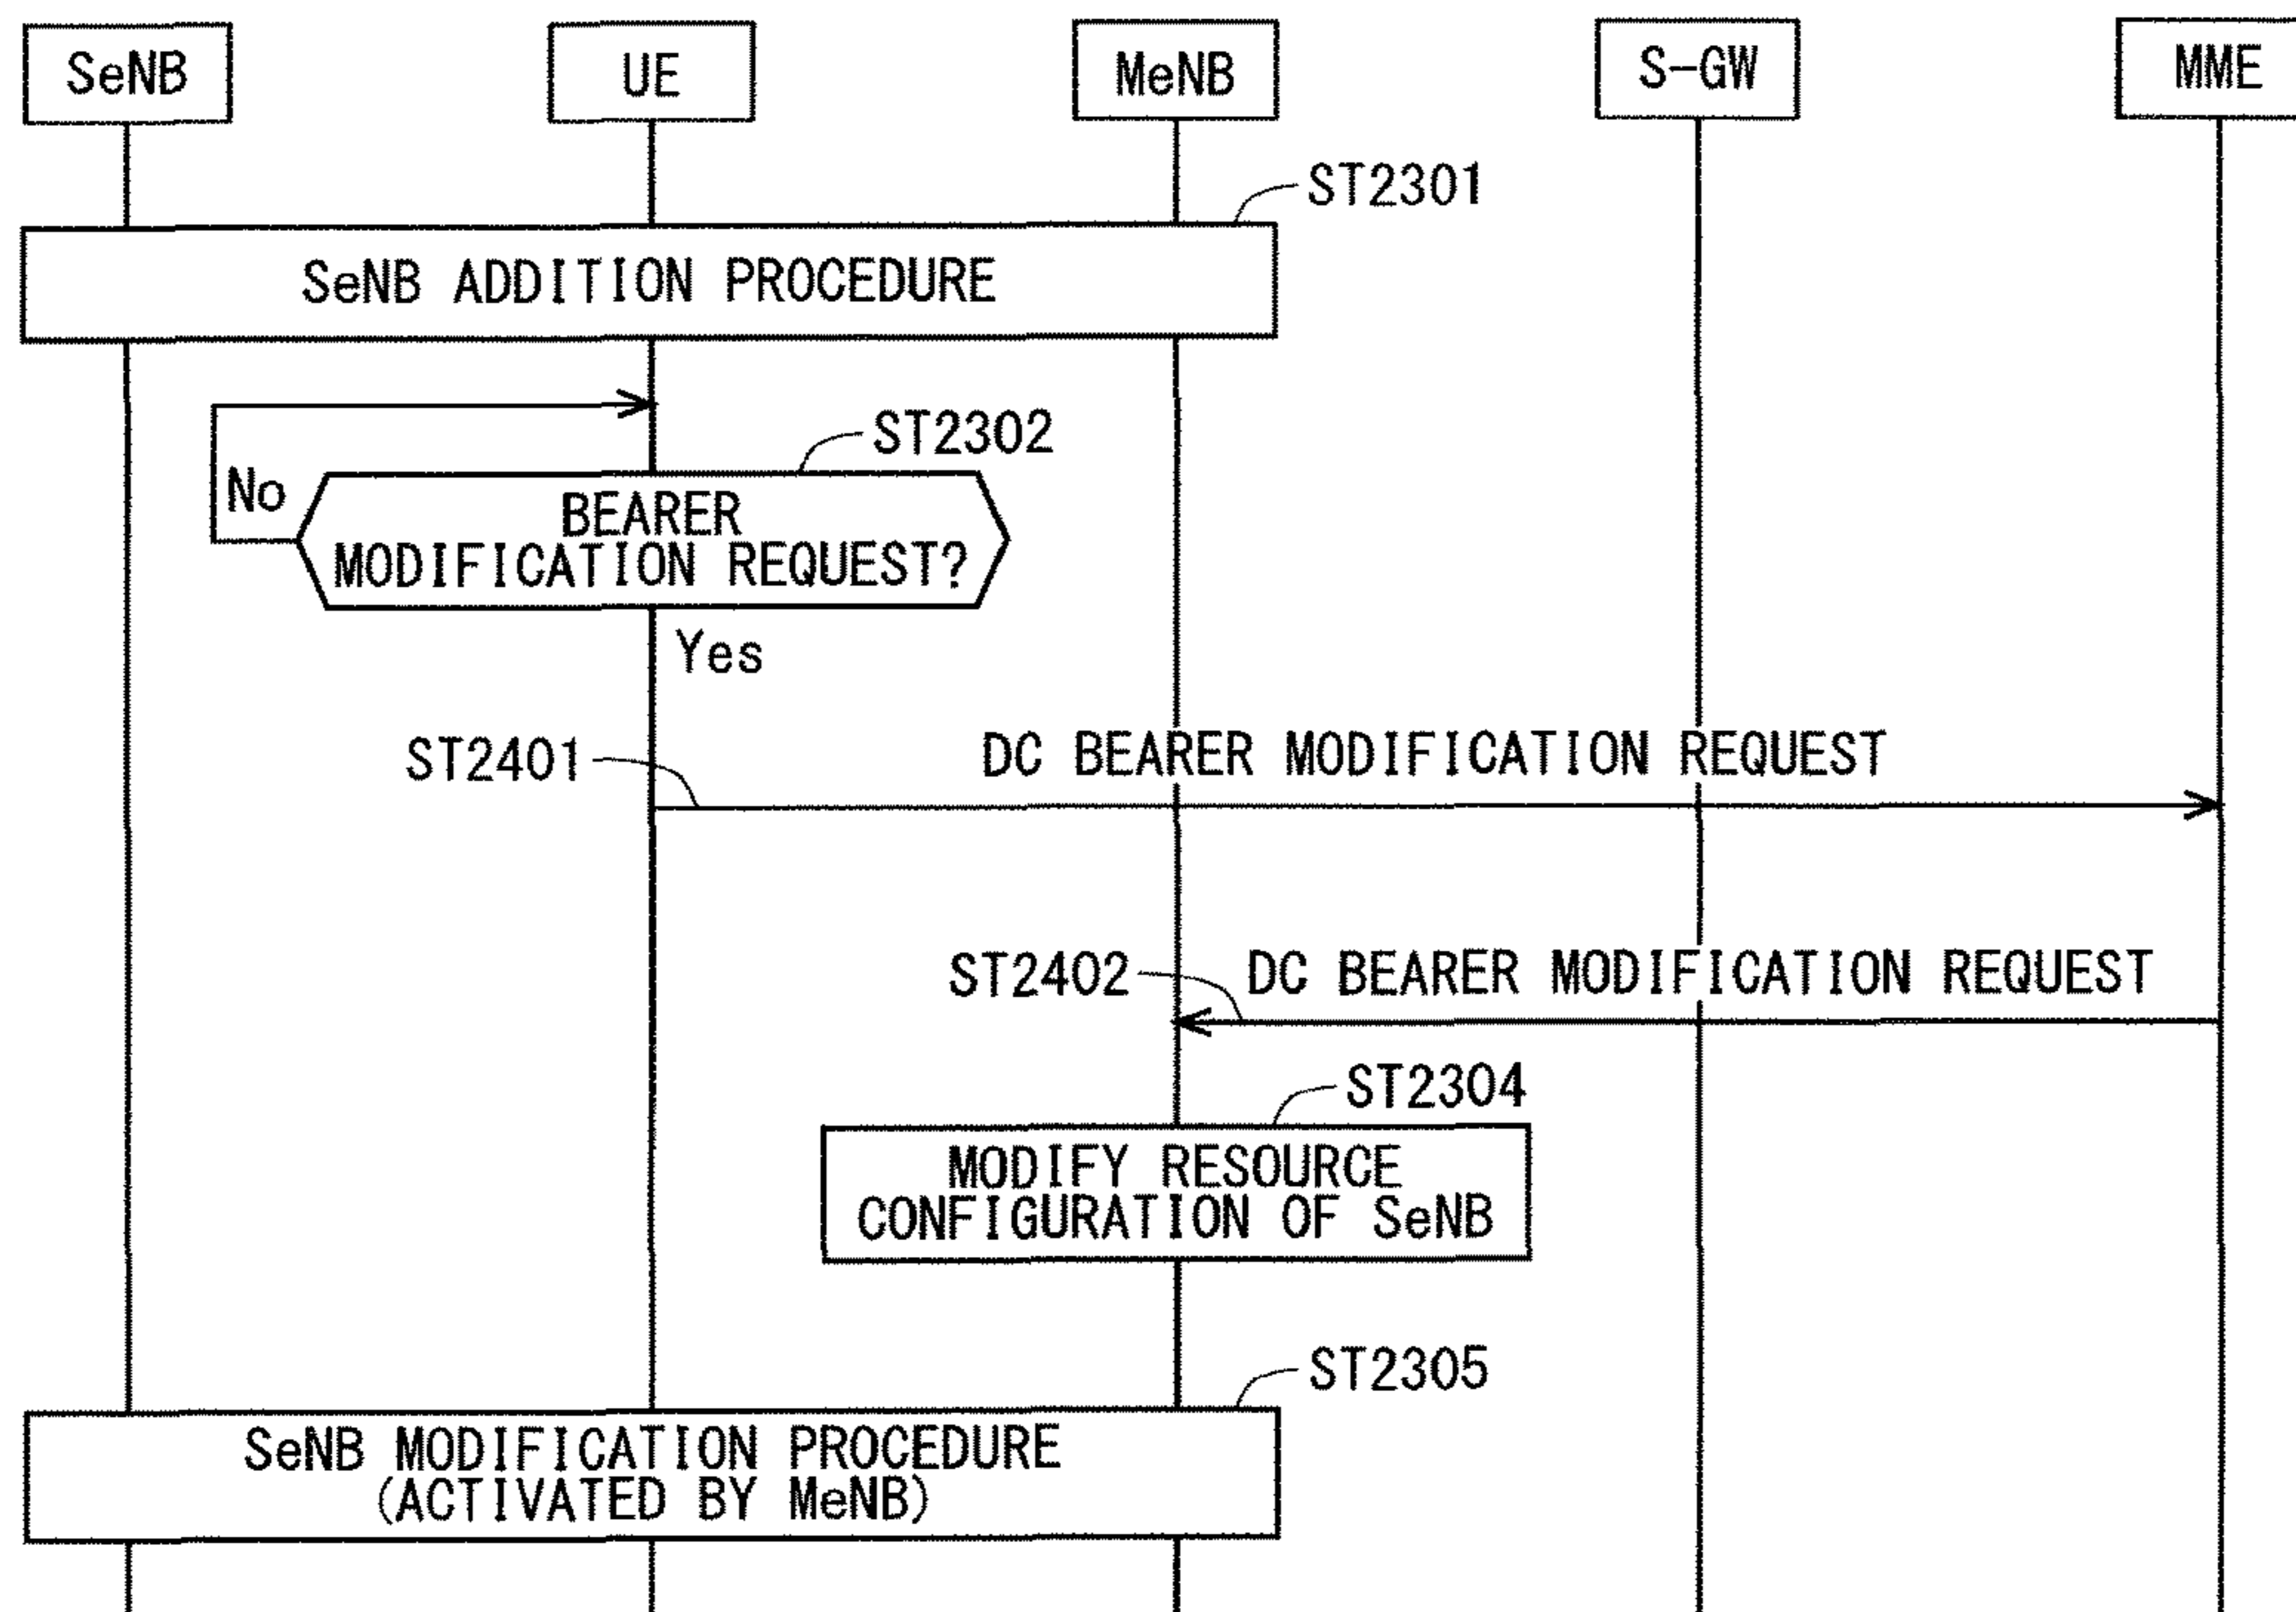 SeNB
UE
MeNB
S-GW
MME
ST2301
SeNB ADDITION PROCEDURE
ST2302
No
BEARER
MODIFICATION REQUEST?
Yes
ST2401
DC BEARER MODIFICATION REQUEST
ST2402
DC BEARER MODIFICATION REQUEST
ST2304
MODIFY RESOURCE
CONFIGURATION OF SeNB
ST2305
SeNB MODIFICATION PROCEDURE
(ACTIVATED BY MeNB)